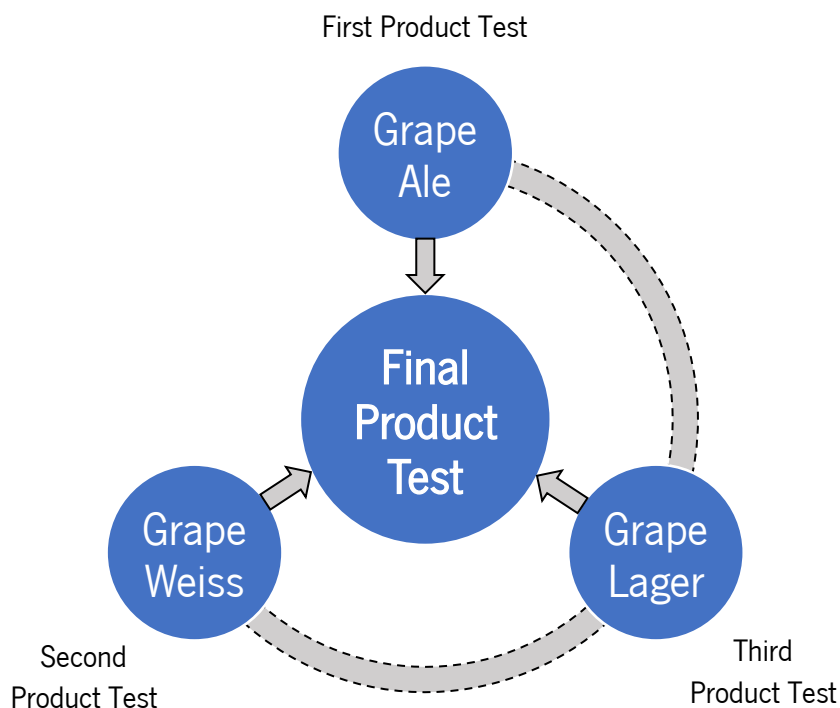 First Product Test
Grape
Ale
Final
Product
Test
Grape
Weiss
Grape
Lager
Second
Product Test
Third
Product Test